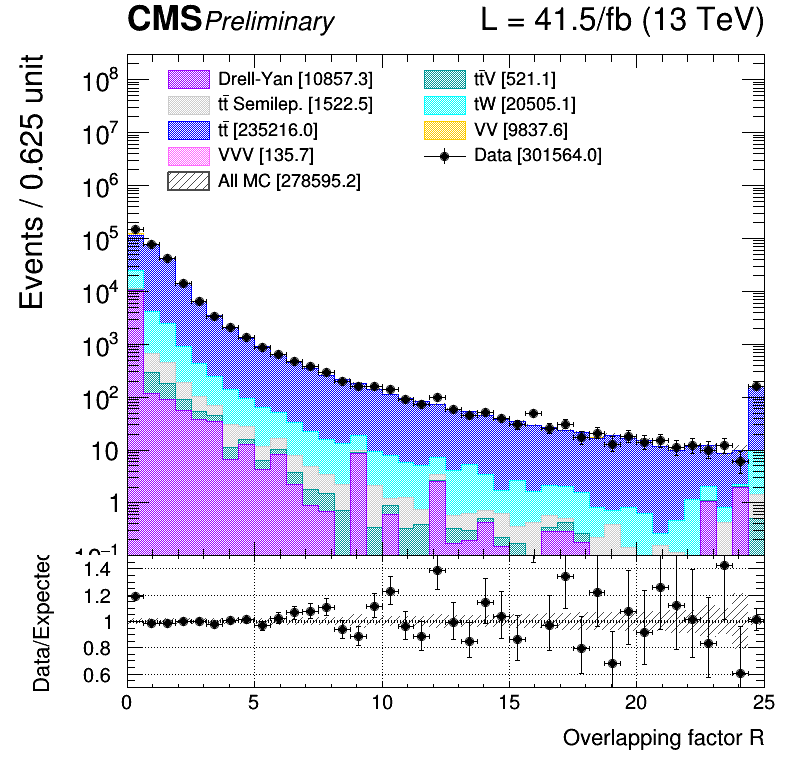 CMS Preliminary L = 41.5/fb (13 TeV)
Events / 0.625 unit
Drell-Yan [10857.3]
tt̄ Semilep. [1522.5]
tt̄ [235216.0]
VVV [135.7]
All MC [278595.2]
tt̄V [521.1]
tW [20505.1]
VV [9837.6]
Data [301564.0]
10⁸
10⁷
10⁶
10⁵
10⁴
10³
10²
10
1
10⁻¹
Data/Expected
1.4
1.2
1
0.8
0.6
0 5 10 15 20 25
Overlapping factor R